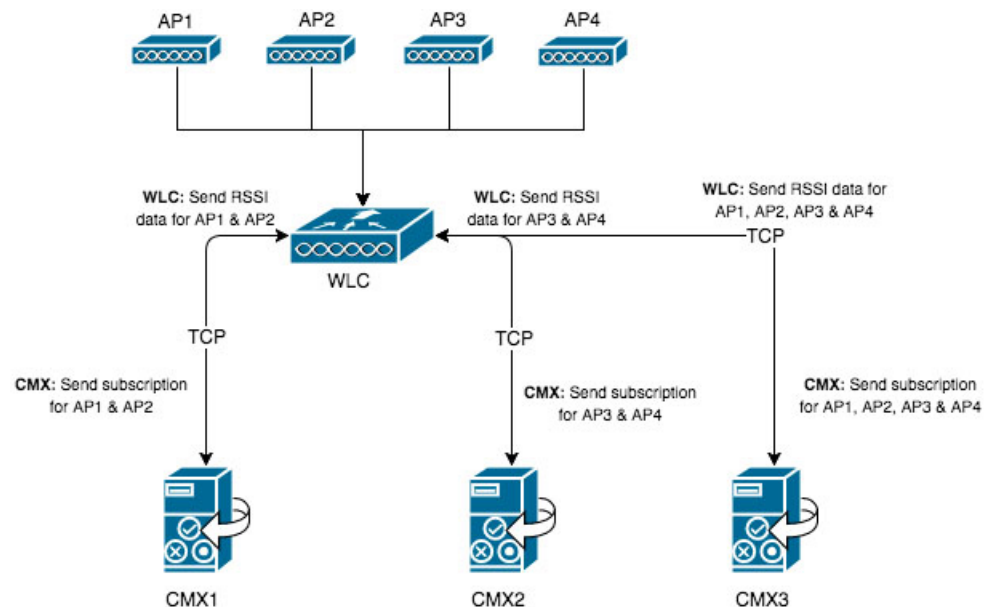 AP1
AP2
AP3
AP4
WLC: Send RSSI
data for AP1 & AP2
WLC: Send RSSI
data for AP3 & AP4
WLC: Send RSSI data for
AP1, AP2, AP3 & AP4
TCP
WLC
TCP
TCP
CMX: Send subscription
for AP1 & AP2
CMX: Send subscription
for AP3 & AP4
CMX: Send subscription
for AP1, AP2, AP3 & AP4
CMX1
CMX2
CMX3